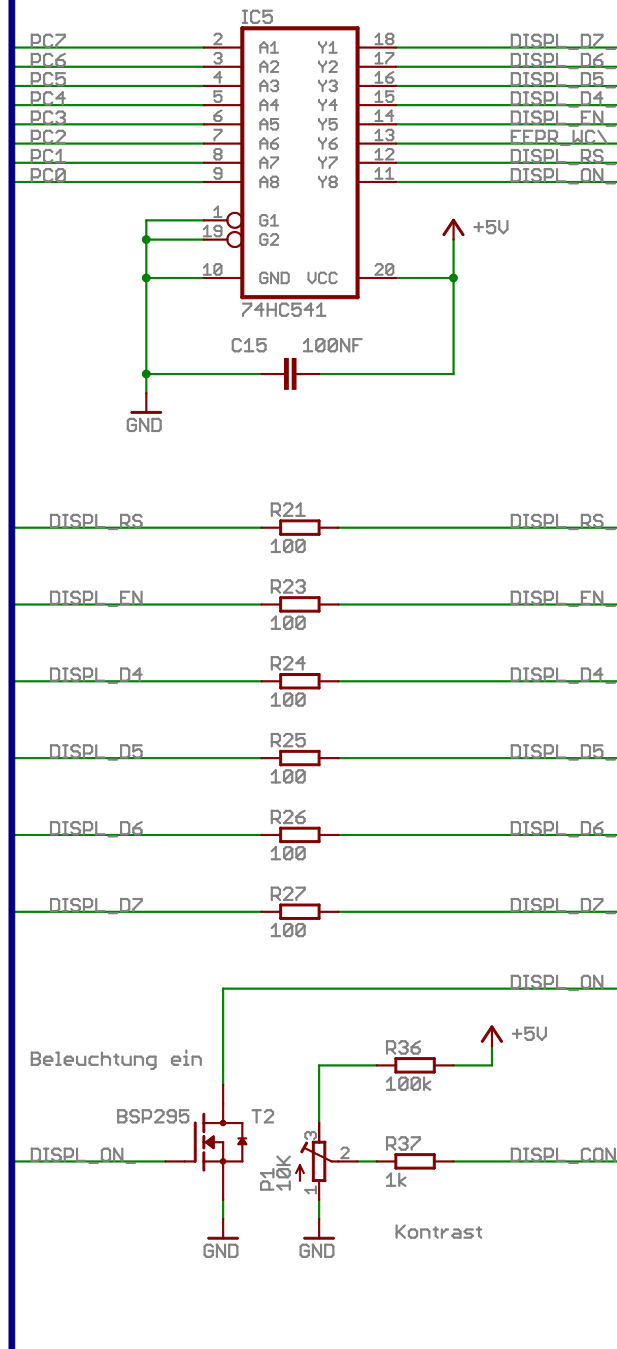 IC5
PC7 2 A1 Y1 18 DISPL_D7_
PC6 3 A2 Y2 17 DISPL_D6_
PC5 4 A3 Y3 16 DISPL_D5_
PC4 5 A4 Y4 15 DISPL_D4_
PC3 6 A5 Y5 14 DISPL_EN_
PC2 7 A6 Y6 13 EEPR_WC\
PC1 8 A7 Y7 12 DISPL_RS_
PC0 9 A8 Y8 11 DISPL_ON_
1 G1
19 G2
+5V
10 GND VCC 20
74HC541
C15 100NF
GND
R21
DISPL_RS DISPL_RS_
100
R23
DISPL_EN DISPL_EN_
100
R24
DISPL_D4 DISPL_D4_
100
R25
DISPL_D5 DISPL_D5_
100
R26
DISPL_D6 DISPL_D6_
100
R27
DISPL_D7 DISPL_D7_
100
DISPL_ON
+5V
R36
Beleuchtung ein
100k
BSP295 T2
3
R37
DISPL_ON_ 2 DISPL_CON
P1
10K
1
1k
Kontrast
GND GND